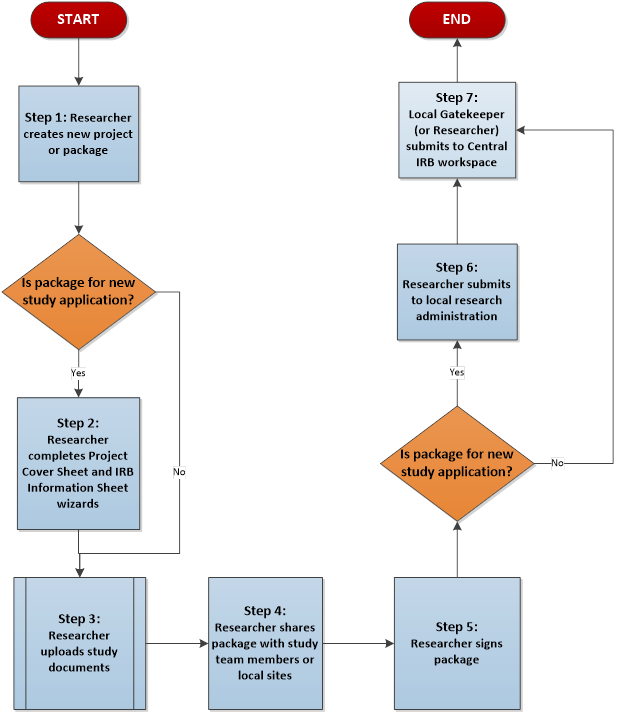 START
Step 1: Researcher
creates new project
or package
Is package for new
study application?
Yes
No
Step 2:
Researcher
completes Project
Cover Sheet and IRB
Information Sheet
wizards
Step 3:
Researcher
uploads study
documents
Step 4:
Researcher shares
package with study
team members or
local sites
Step 5:
Researcher signs
package
Is package for new
study application?
Yes
No
Step 6:
Researcher submits
to local research
administration
Step 7:
Local Gatekeeper
(or Researcher)
submits to Central
IRB workspace
END